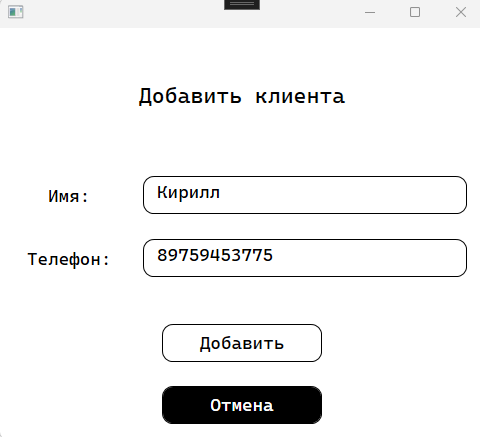 Добавить клиента
Имя:
Кирилл
Телефон:
89759453775
Добавить
Отмена